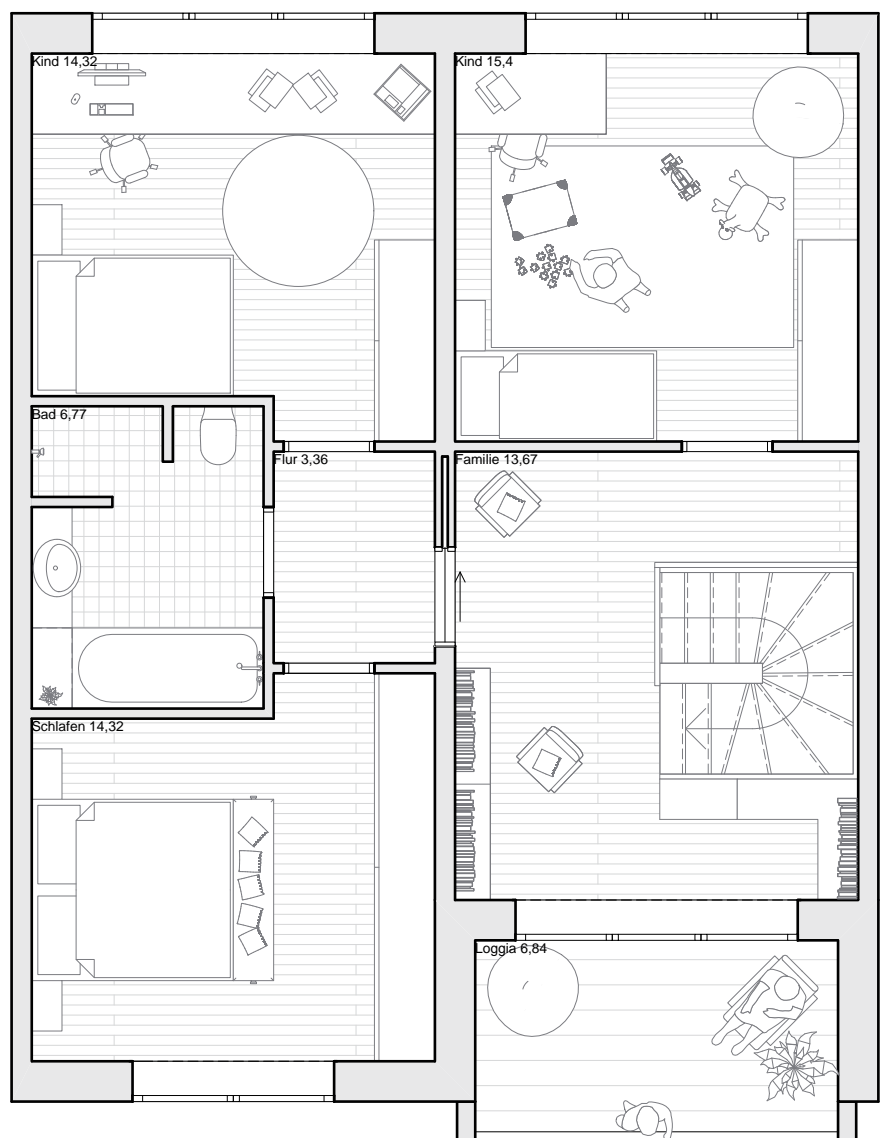 Kind 14,32
Kind 15,4
Bad 6,77
Flur 3,36
Familie 13,67
Schlafen 14,32
Loggia 6,84